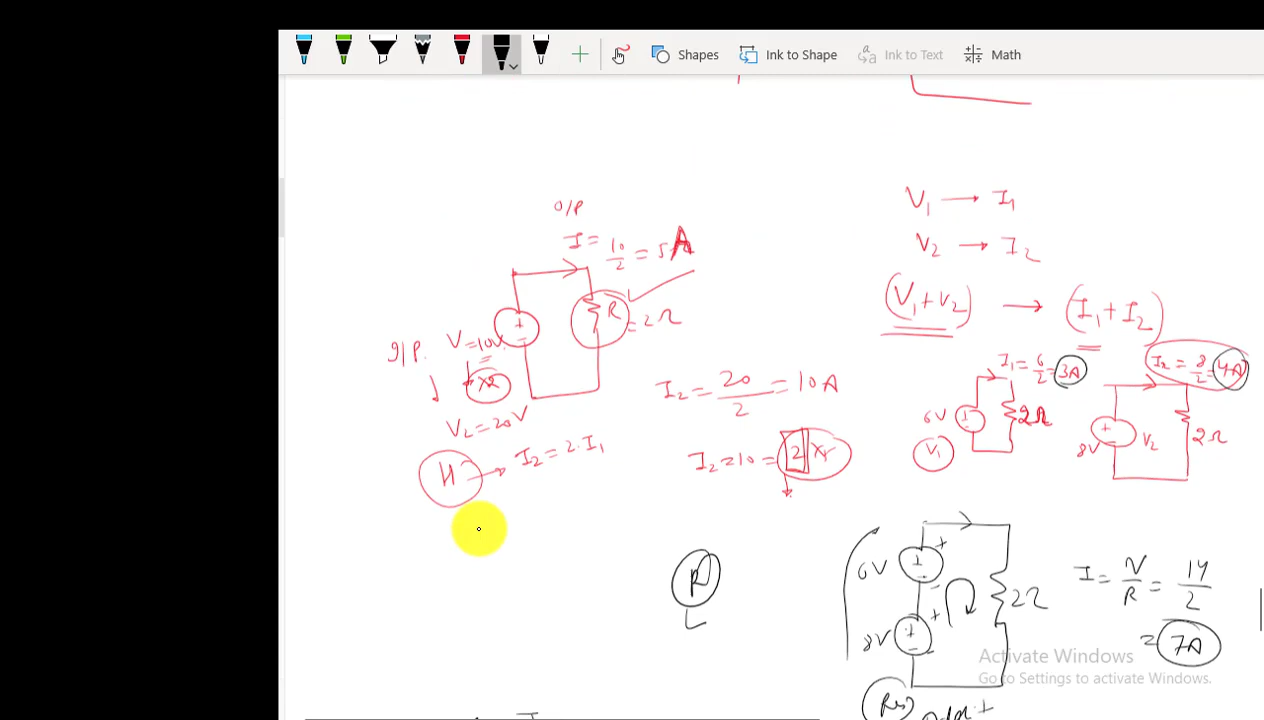 Shapes Ink to Shape Ink to Text Math
O/P
I = 10/2 = 5A
R = 2Ω
V = 10V
I/P
×2
V₂ = 20V
H → I₂ = 2·I₁
I₂ = 20/2 = 10A
I₂ = 10 = 2 ×
V₁ → I₁
V₂ → I₂
(V₁+V₂) → (I₁+I₂)
I₁ = 6/2 = 3A
6V
2Ω
V₁
I₂ = 8/2 = 4A
8V
V₂
2Ω
R
6V
8V
2Ω
I = V/R = 14/2
= 7A
(Res)
Activate Windows
Go to Settings to activate Windows.